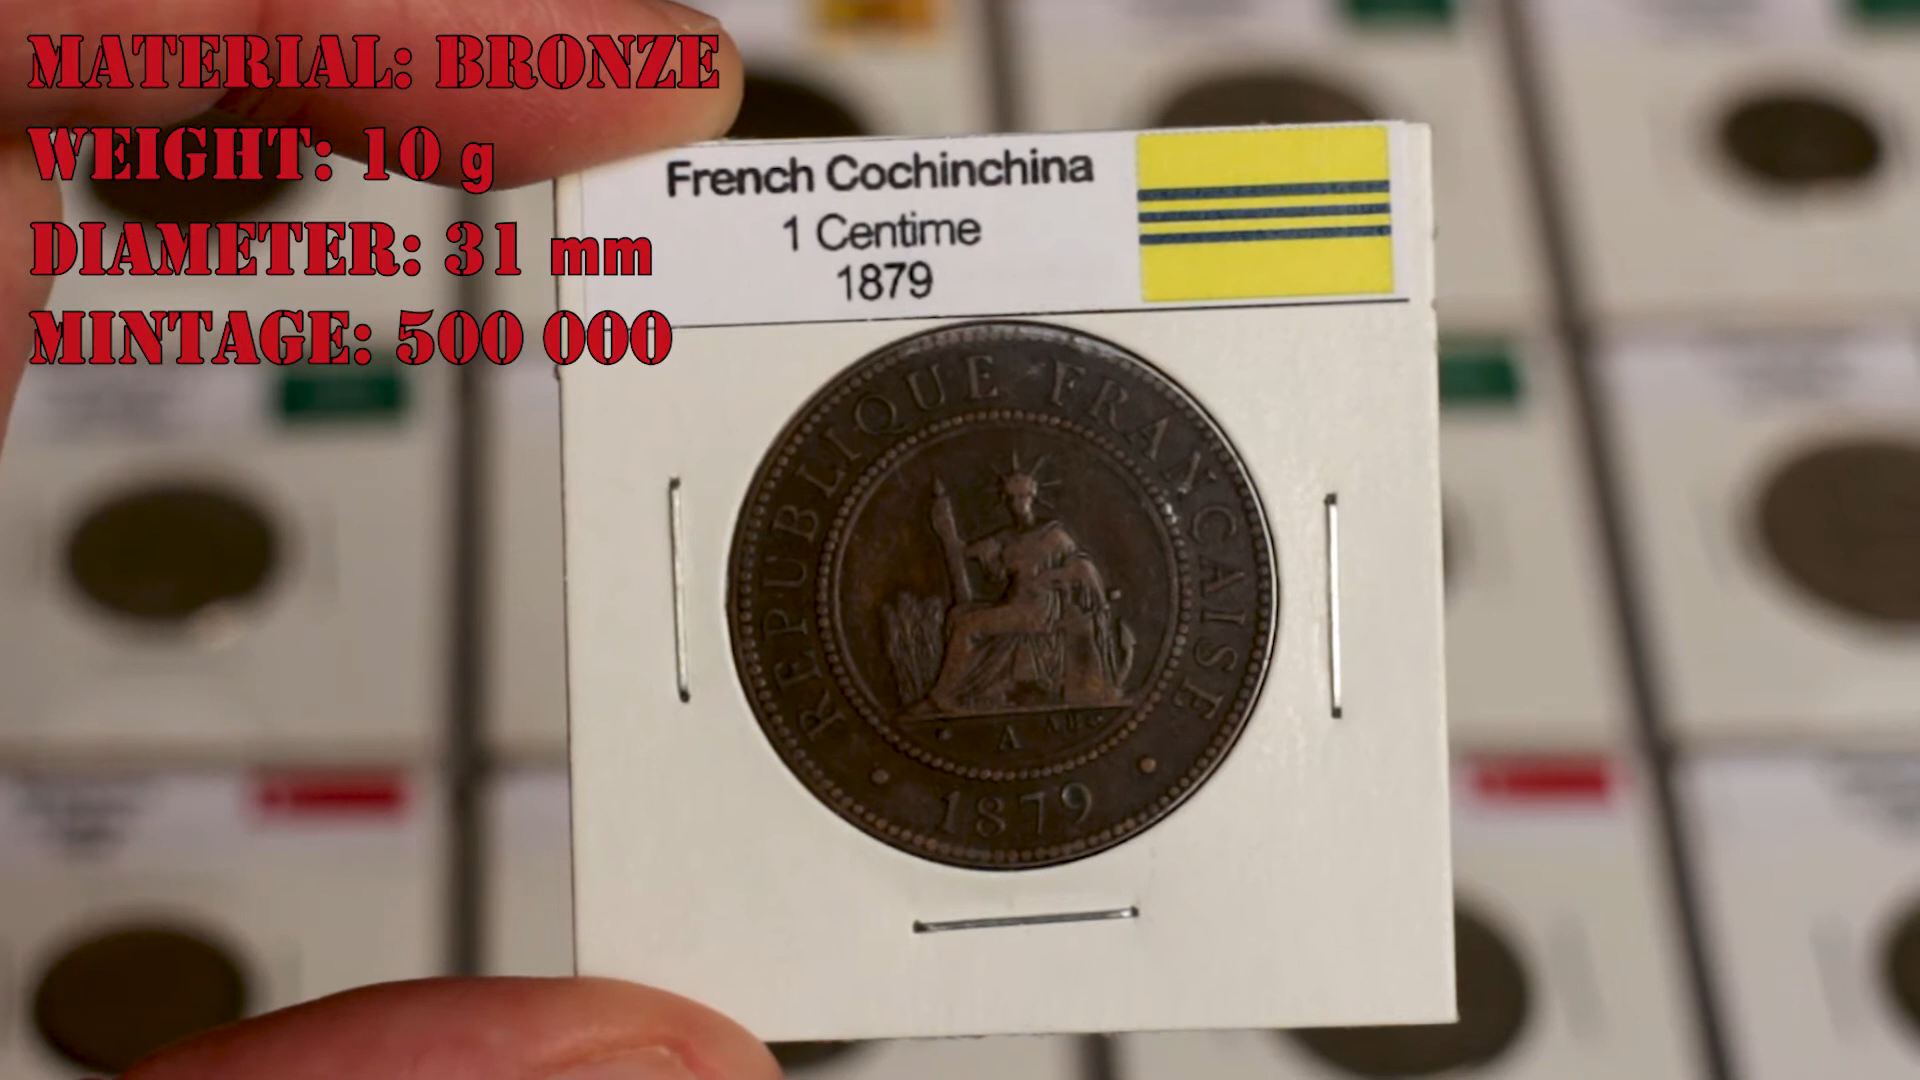 MATERIAL: BRONZE
WEIGHT: 10 g
DIAMETER: 31 mm
MINTAGE: 500 000
French Cochinchina
1 Centime
1879
REPUBLIQUE FRANÇAISE
A
1879